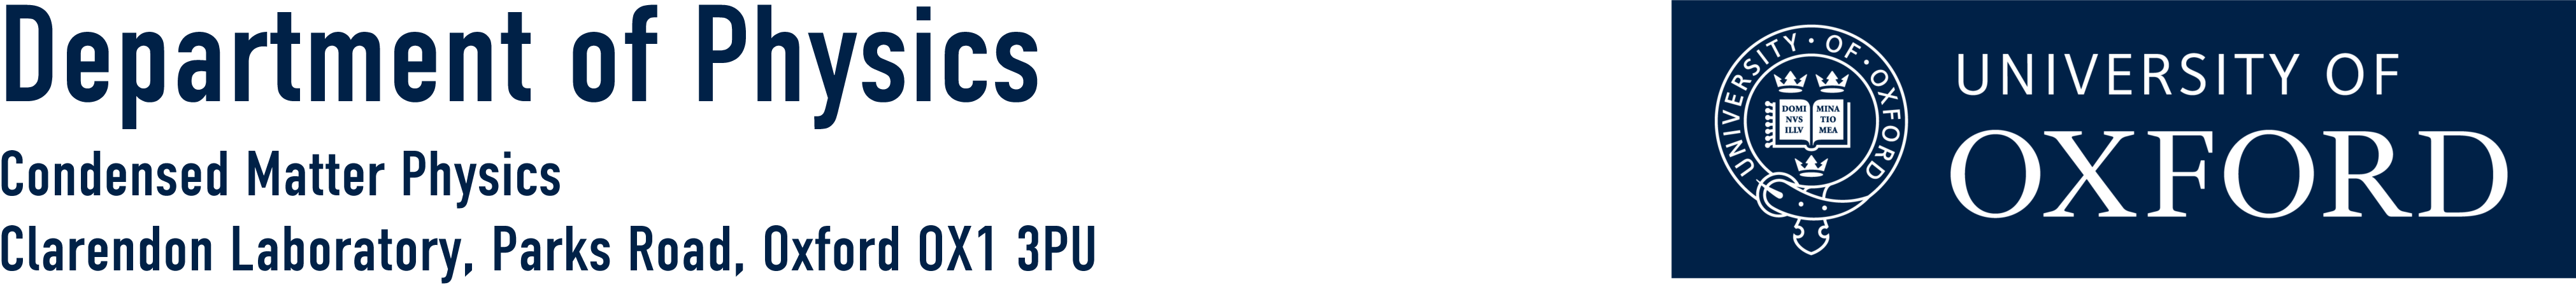 Department of Physics
Condensed Matter Physics
Clarendon Laboratory, Parks Road, Oxford OX1 3PU
UNIVERSITY · OF · OXFORD
DOMI MINA
NVS TIO
ILLV MEA
UNIVERSITY OF
OXFORD